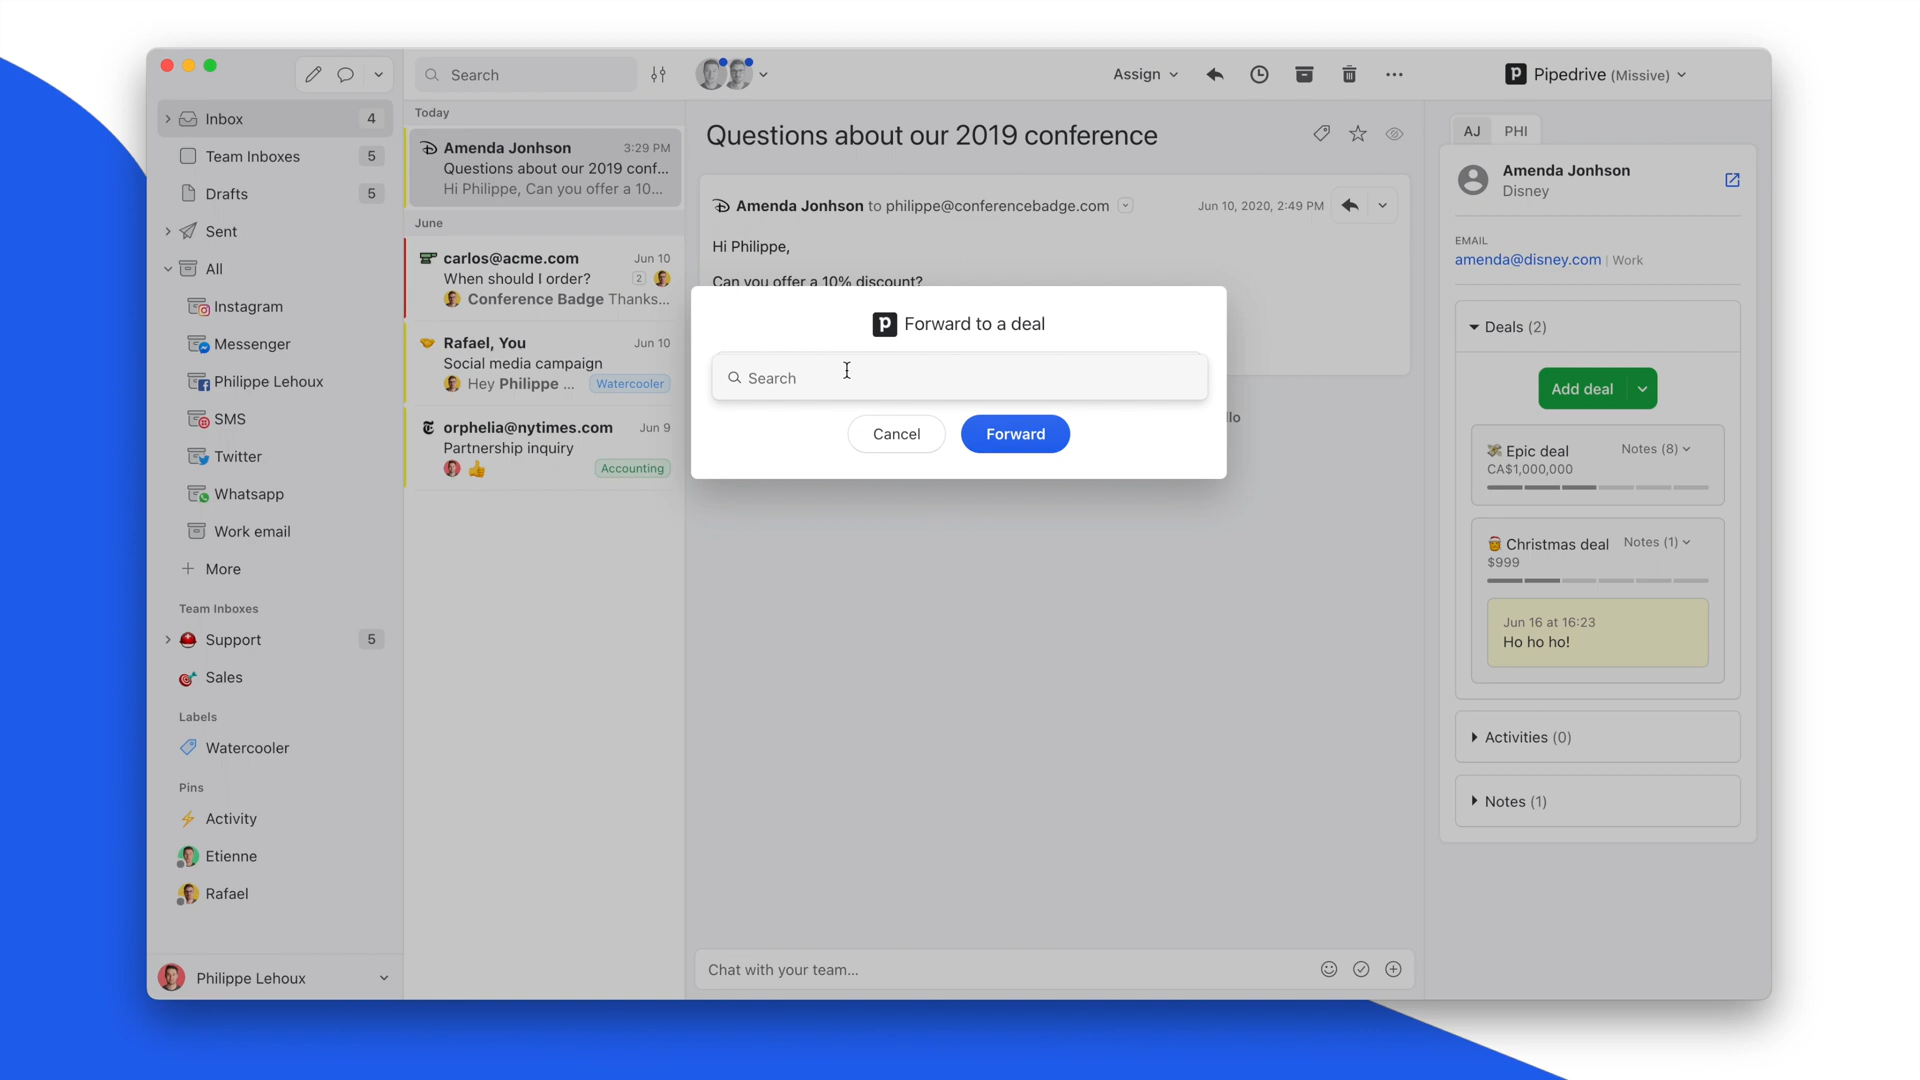 Search
Assign
Pipedrive (Missive)
Inbox 4
Team Inboxes 5
Drafts 5
Sent
All
Instagram
Messenger
Philippe Lehoux
SMS
Twitter
Whatsapp
Work email
More
Team Inboxes
Support 5
Sales
Labels
Watercooler
Pins
Activity
Etienne
Rafael
Philippe Lehoux
Today
Amenda Jonhson 3:29 PM
Questions about our 2019 conf...
Hi Philippe, Can you offer a 10...
June
carlos@acme.com Jun 10
When should I order? 2
Conference Badge Thanks...
Rafael, You Jun 10
Social media campaign
Hey Philippe ... Watercooler
orphelia@nytimes.com Jun 9
Partnership inquiry
Accounting
Questions about our 2019 conference
Amenda Jonhson to philippe@conferencebadge.com Jun 10, 2020, 2:49 PM
Hi Philippe,
Can you offer a 10% discount?
Forward to a deal
Search
Cancel
Forward
Chat with your team...
AJ PHI
Amenda Jonhson
Disney
EMAIL
amenda@disney.com | Work
Deals (2)
Add deal
Epic deal Notes (8)
CA$1,000,000
Christmas deal Notes (1)
$999
Jun 16 at 16:23
Ho ho ho!
Activities (0)
Notes (1)